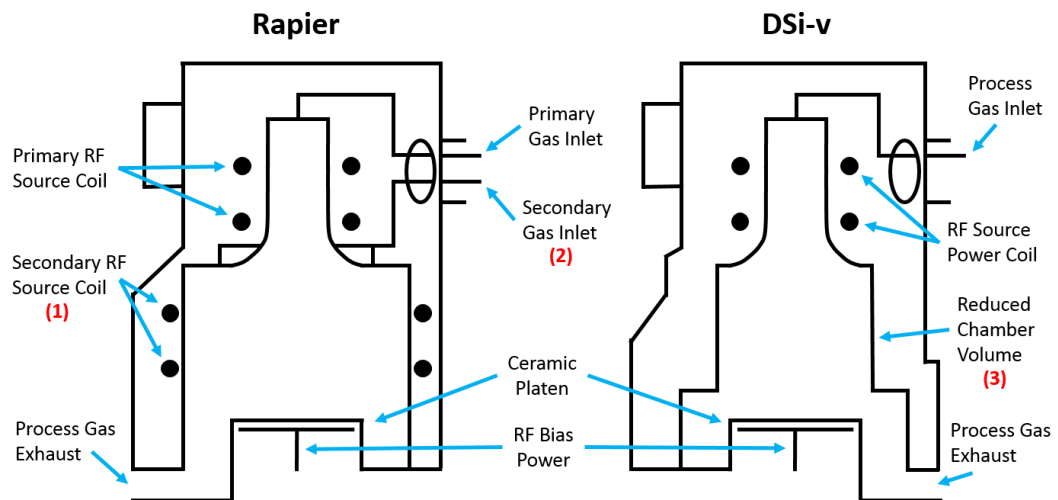 Rapier
DSi-v
Primary RF
Source Coil
Secondary RF
Source Coil
(1)
Process Gas
Exhaust
Primary
Gas Inlet
Secondary
Gas Inlet
(2)
Ceramic
Platen
RF Bias
Power
Process
Gas Inlet
RF Source
Power Coil
Reduced
Chamber
Volume
(3)
Process Gas
Exhaust